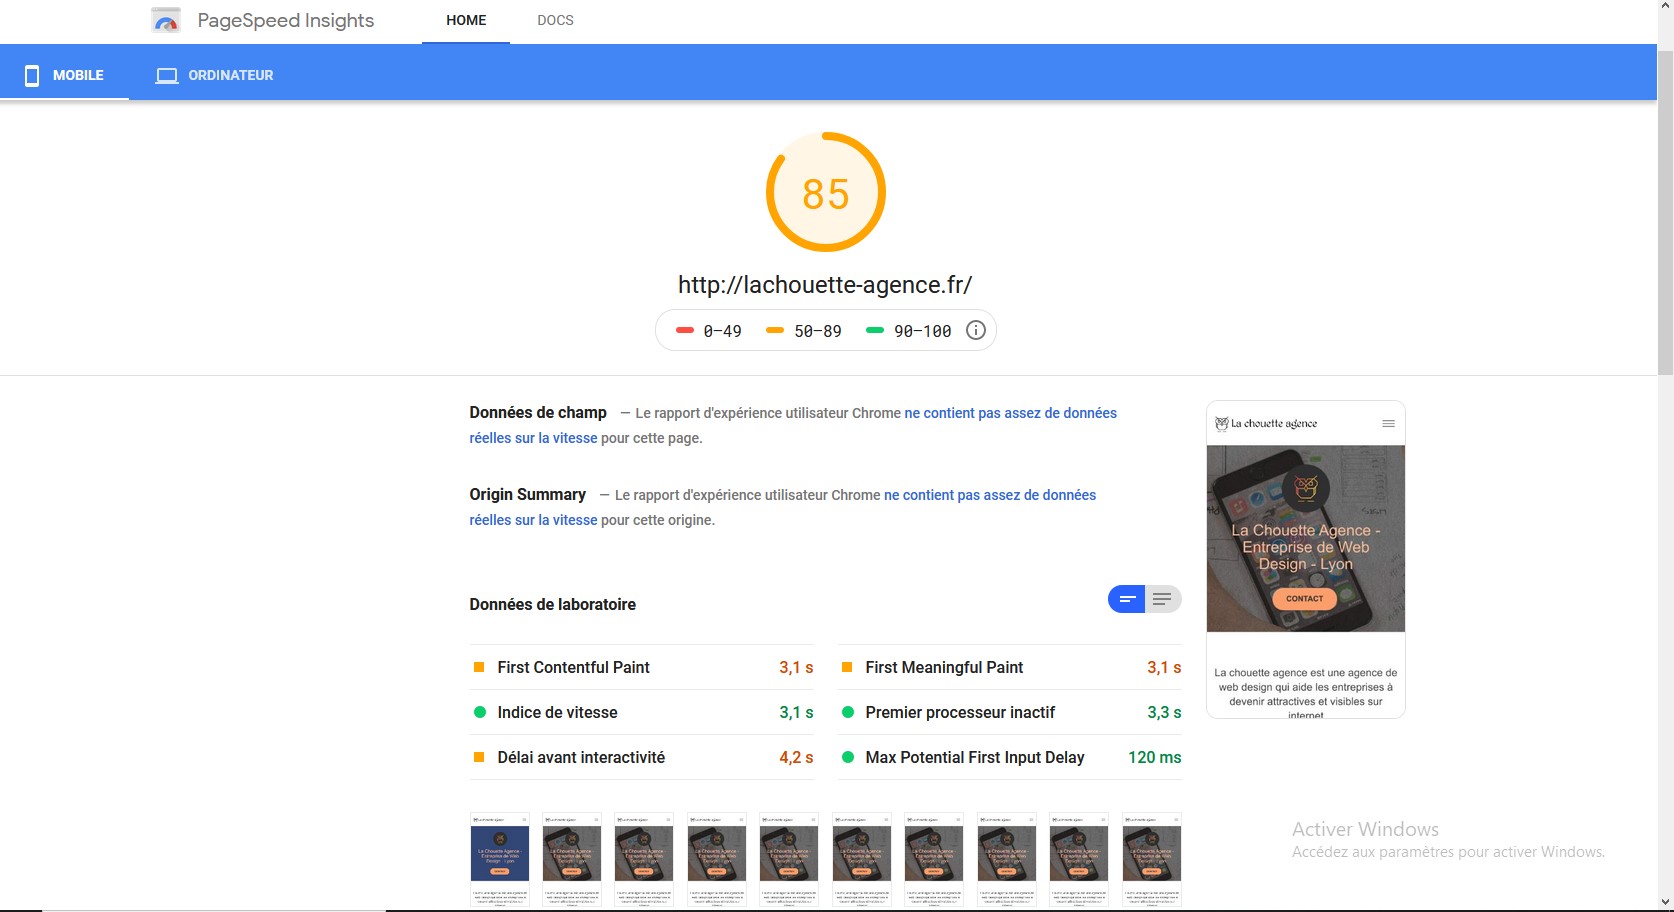 PageSpeed Insights
HOME
DOCS
MOBILE
ORDINATEUR
85
http://lachouette-agence.fr/
0–49
50–89
90–100
Données de champ — Le rapport d'expérience utilisateur Chrome ne contient pas assez de données
réelles sur la vitesse pour cette page.
Origin Summary — Le rapport d'expérience utilisateur Chrome ne contient pas assez de données
réelles sur la vitesse pour cette origine.
La chouette agence
La Chouette Agence -
Entreprise de Web
Design - Lyon
CONTACT
La chouette agence est une agence de
web design qui aide les entreprises à
devenir attractives et visibles sur
internet
Données de laboratoire
First Contentful Paint 3,1 s
First Meaningful Paint 3,1 s
Indice de vitesse 3,1 s
Premier processeur inactif 3,3 s
Délai avant interactivité 4,2 s
Max Potential First Input Delay 120 ms
Activer Windows
Accédez aux paramètres pour activer Windows.